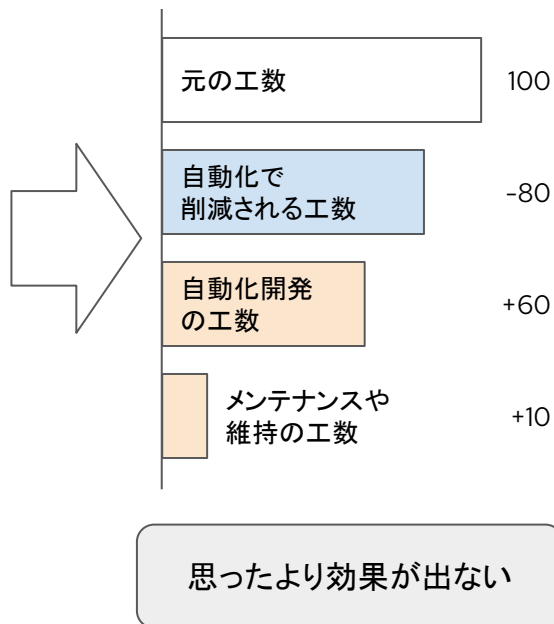 元の工数 100
自動化で
削減される工数 -80
自動化開発
の工数 +60
メンテナンスや
維持の工数 +10
思ったより効果が出ない